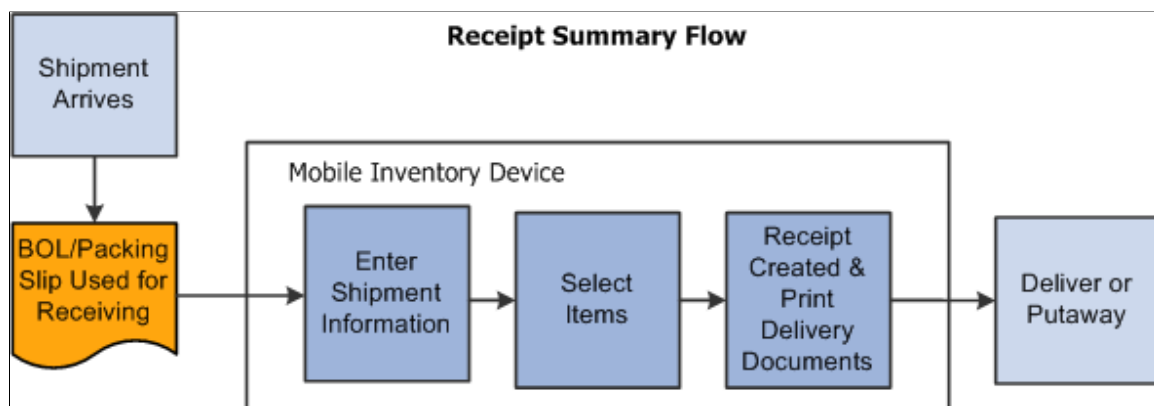 Receipt Summary Flow
Shipment
Arrives
BOL/Packing
Slip Used for
Receiving
Mobile Inventory Device
Enter
Shipment
Information
Select
Items
Receipt
Created &
Print
Delivery
Documents
Deliver or
Putaway